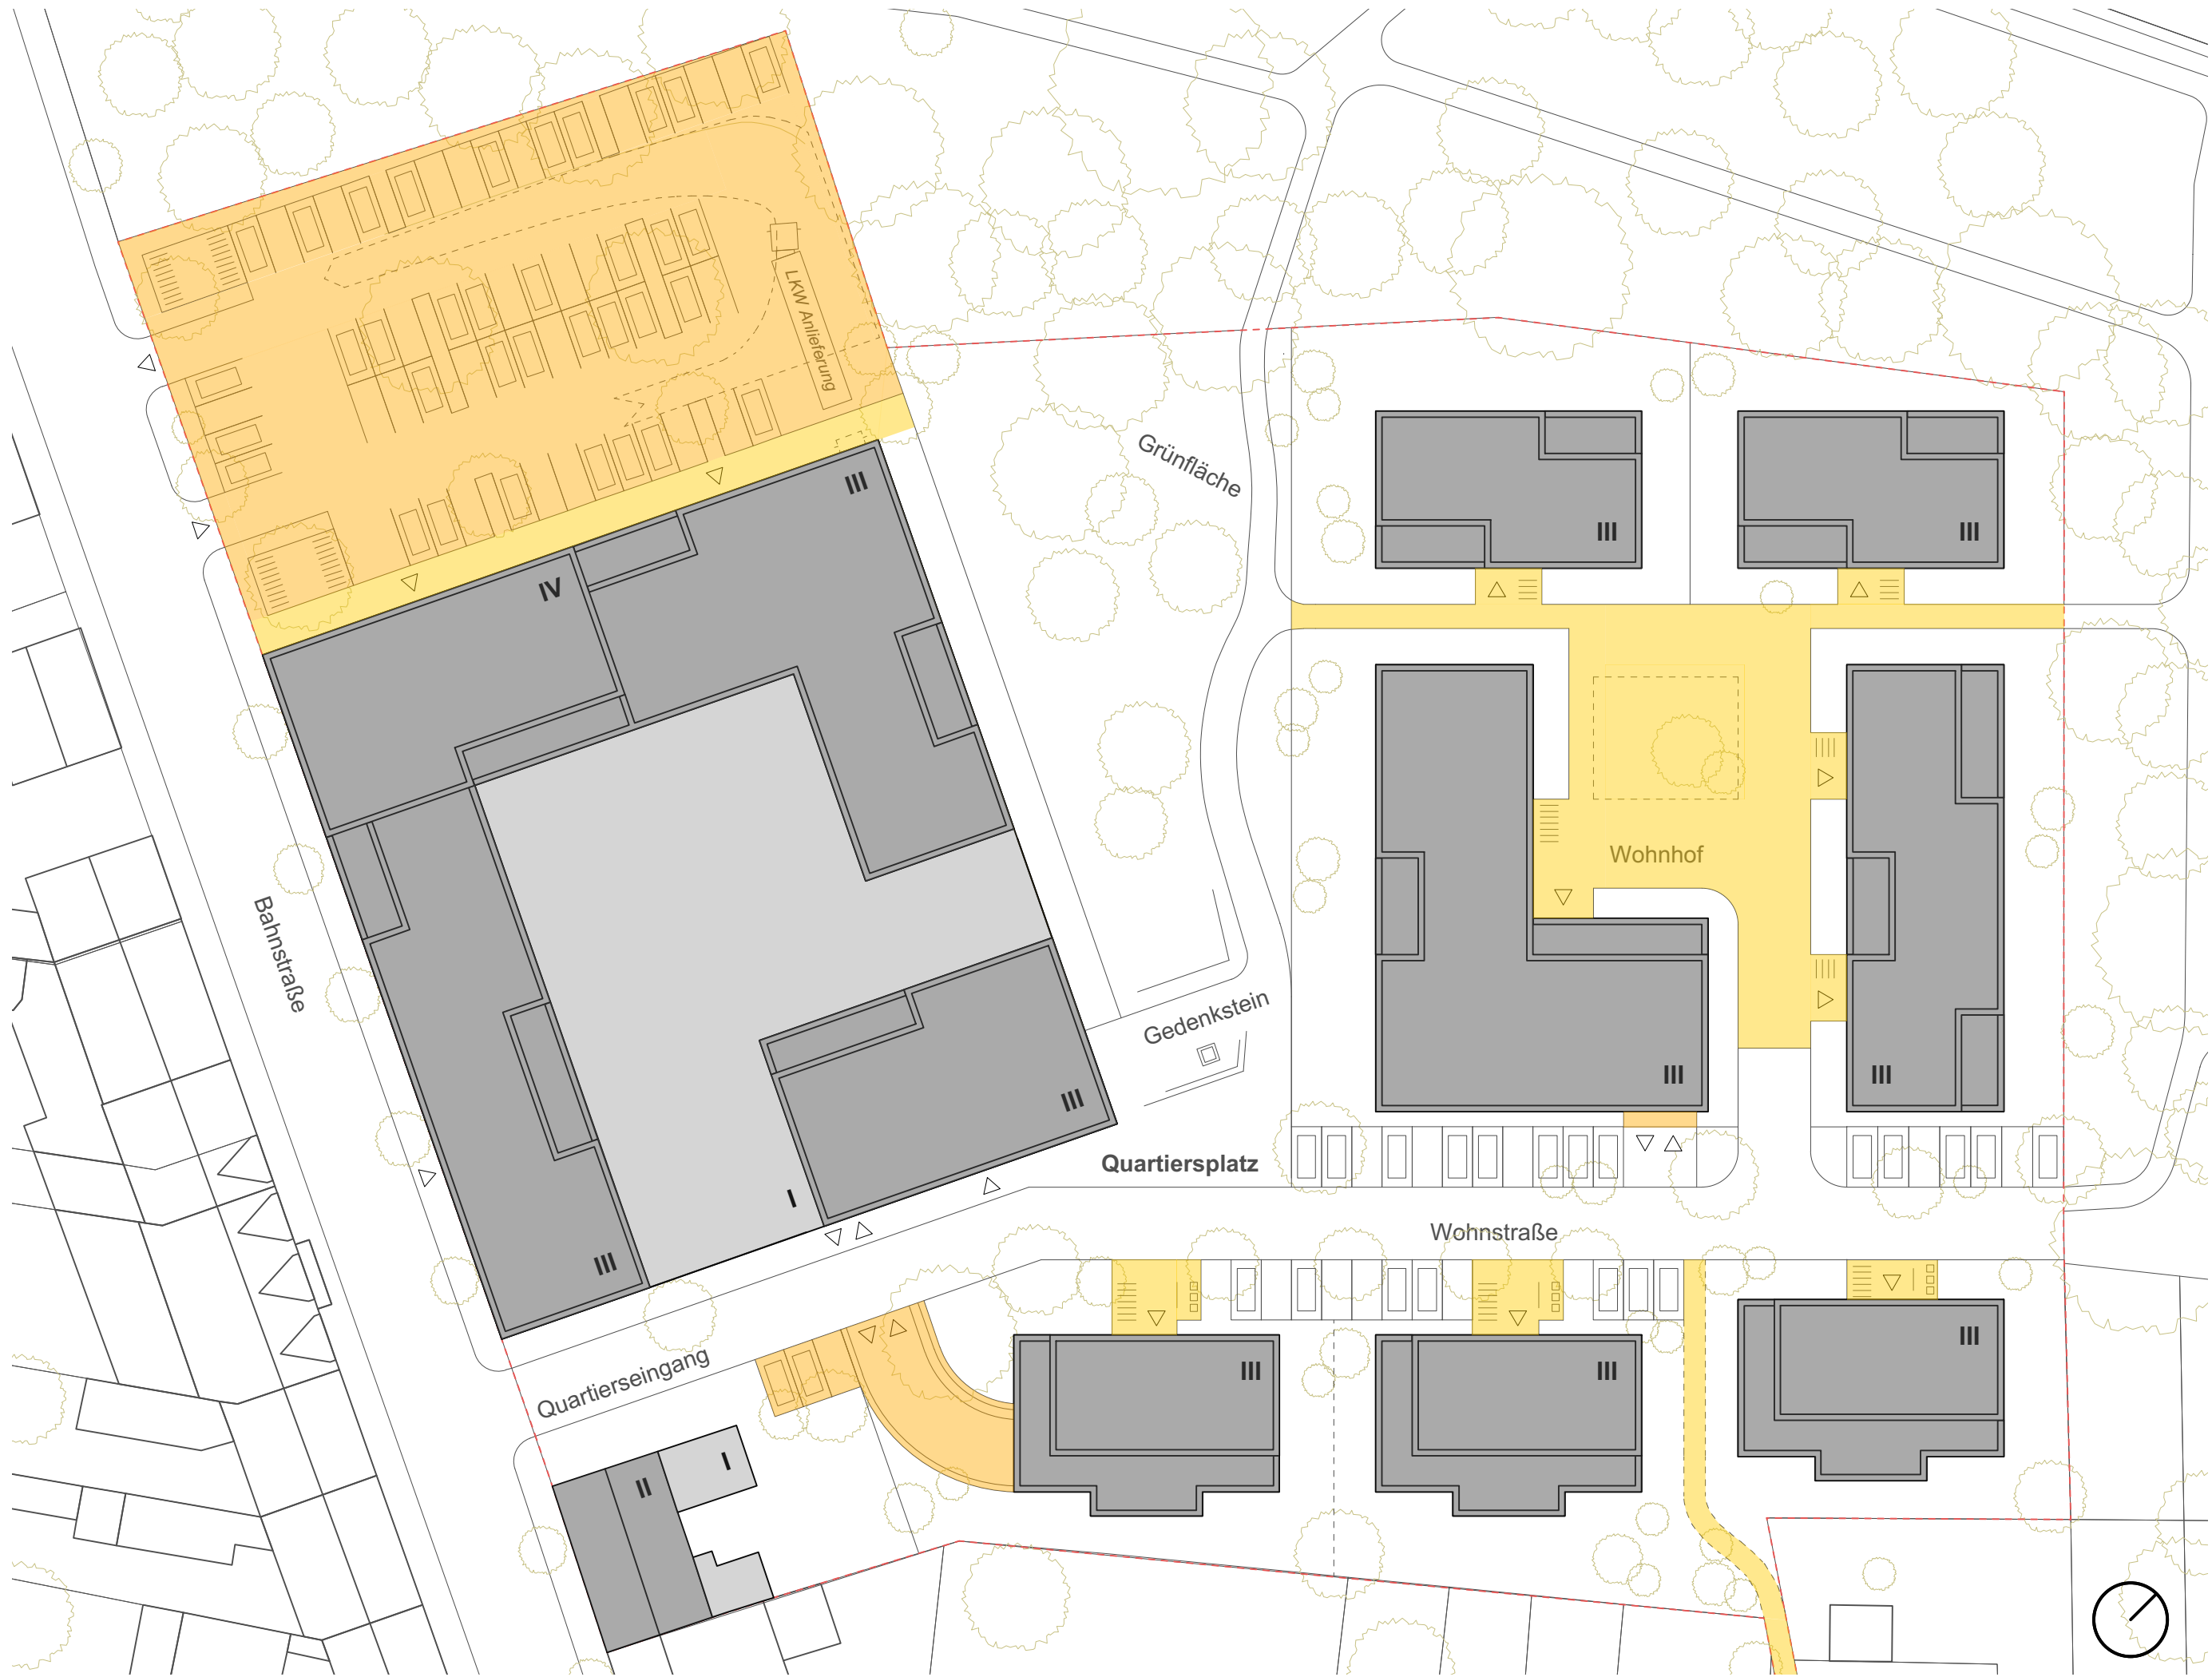 LKW Anlieferung
Grünfläche
III
III
III
IV
Wohnhof
Bahnstraße
Gedenkstein
III
III
III
Quartiersplatz
I
III
Wohnstraße
III
III
III
Quartierseingang
II
I